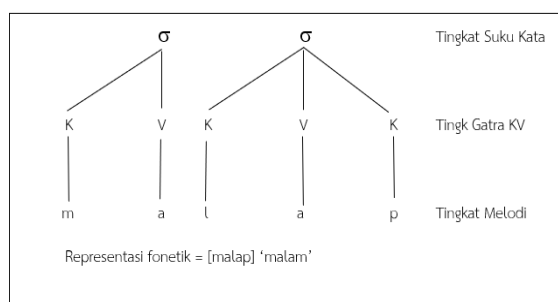 σ σ Tingkat Suku Kata
K V K V K Tingk Gatra KV
m a l a p Tingkat Melodi
Representasi fonetik = [malap] ‘malam’